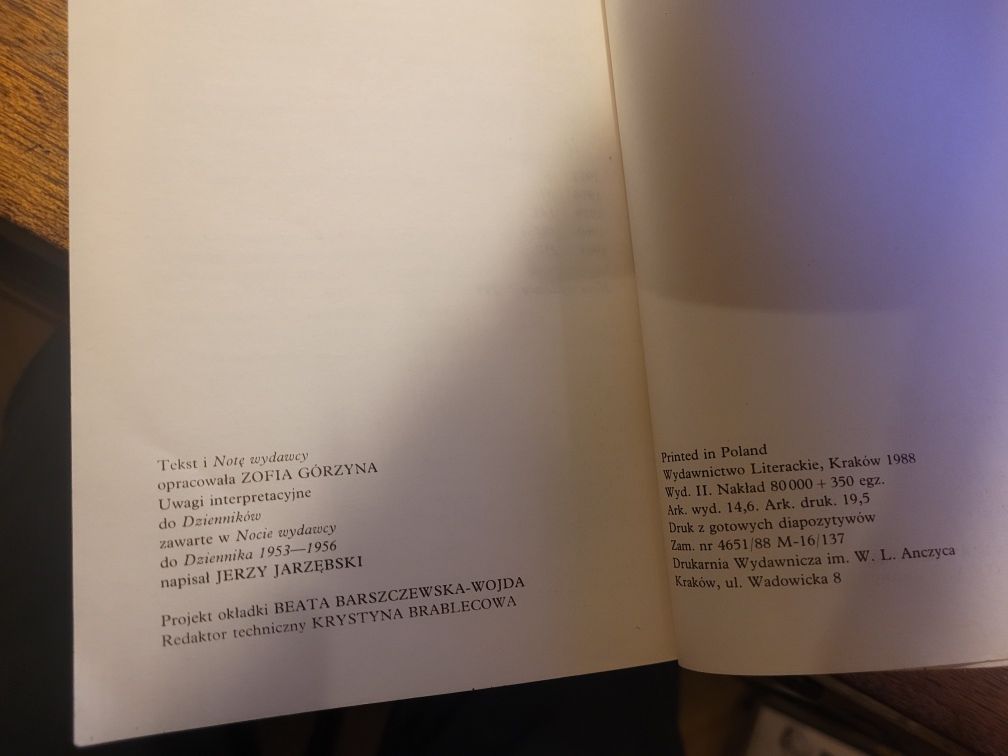 Tekst i Notę wydawcy
opracowała ZOFIA GÓRZYNA
Uwagi interpretacyjne
do Dzienników
zawarte w Nocie wydawcy
do Dziennika 1953—1956
napisał JERZY JARZĘBSKI
Projekt okładki BEATA BARSZCZEWSKA-WOJDA
Redaktor techniczny KRYSTYNA BRABLECOWA
Printed in Poland
Wydawnictwo Literackie, Kraków 1988
Wyd. II. Nakład 80 000 + 350 egz.
Ark. wyd. 14,6. Ark. druk. 19,5
Druk z gotowych diapozytywów
Zam. nr 4651/88 M-16/137
Drukarnia Wydawnicza im. W. L. Anczyca
Kraków, ul. Wadowicka 8